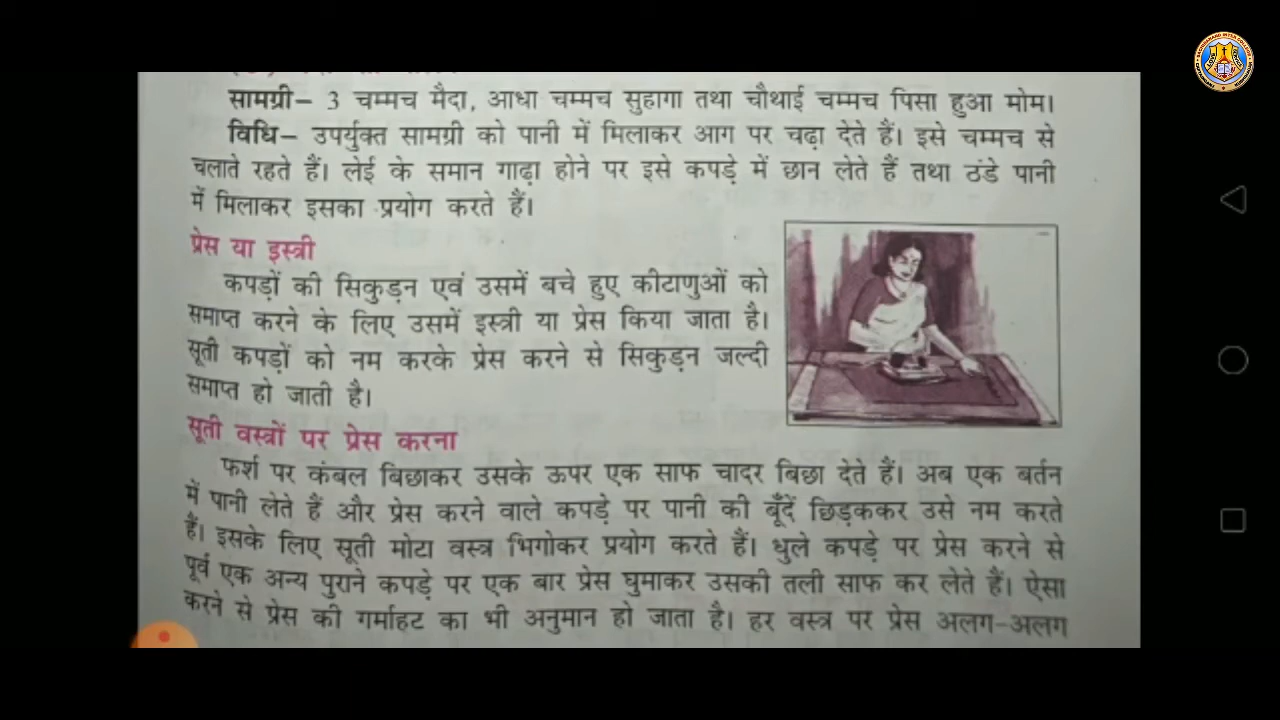 सामग्री– 3 चम्मच मैदा, आधा चम्मच सुहागा तथा चौथाई चम्मच पिसा हुआ मोम।
विधि– उपर्युक्त सामग्री को पानी में मिलाकर आग पर चढ़ा देते हैं। इसे चम्मच से
चलाते रहते हैं। लेई के समान गाढ़ा होने पर इसे कपड़े में छान लेते हैं तथा ठंडे पानी
में मिलाकर इसका प्रयोग करते हैं।
प्रेस या इस्त्री
कपड़ों की सिकुड़न एवं उसमें बचे हुए कीटाणुओं को
समाप्त करने के लिए उसमें इस्त्री या प्रेस किया जाता है।
सूती कपड़ों को नम करके प्रेस करने से सिकुड़न जल्दी
समाप्त हो जाती है।
सूती वस्त्रों पर प्रेस करना
फर्श पर कंबल बिछाकर उसके ऊपर एक साफ चादर बिछा देते हैं। अब एक बर्तन
में पानी लेते हैं और प्रेस करने वाले कपड़े पर पानी की बूँदें छिड़ककर उसे नम करते
हैं। इसके लिए सूती मोटा वस्त्र भिगोकर प्रयोग करते हैं। धुले कपड़े पर प्रेस करने से
पूर्व एक अन्य पुराने कपड़े पर एक बार प्रेस घुमाकर उसकी तली साफ कर लेते हैं। ऐसा
करने से प्रेस की गर्माहट का भी अनुमान हो जाता है। हर वस्त्र पर प्रेस अलग-अलग